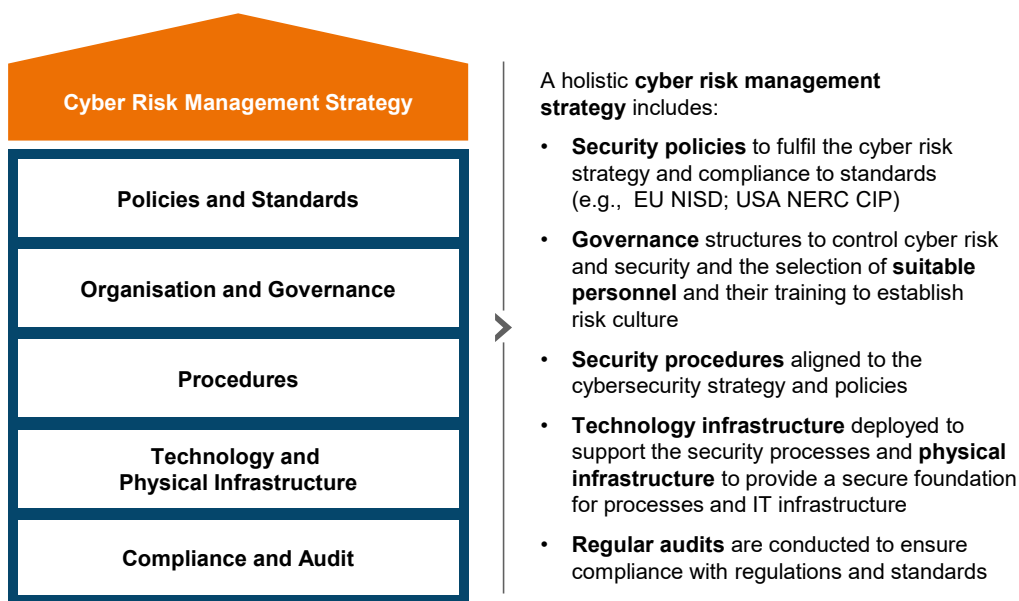 Cyber Risk Management Strategy
Policies and Standards
Organisation and Governance
Procedures
Technology and
Physical Infrastructure
Compliance and Audit
A holistic cyber risk management
strategy includes:
• Security policies to fulfil the cyber risk
strategy and compliance to standards
(e.g., EU NISD; USA NERC CIP)
• Governance structures to control cyber risk
and security and the selection of suitable
personnel and their training to establish
risk culture
• Security procedures aligned to the
cybersecurity strategy and policies
• Technology infrastructure deployed to
support the security processes and physical
infrastructure to provide a secure foundation
for processes and IT infrastructure
• Regular audits are conducted to ensure
compliance with regulations and standards